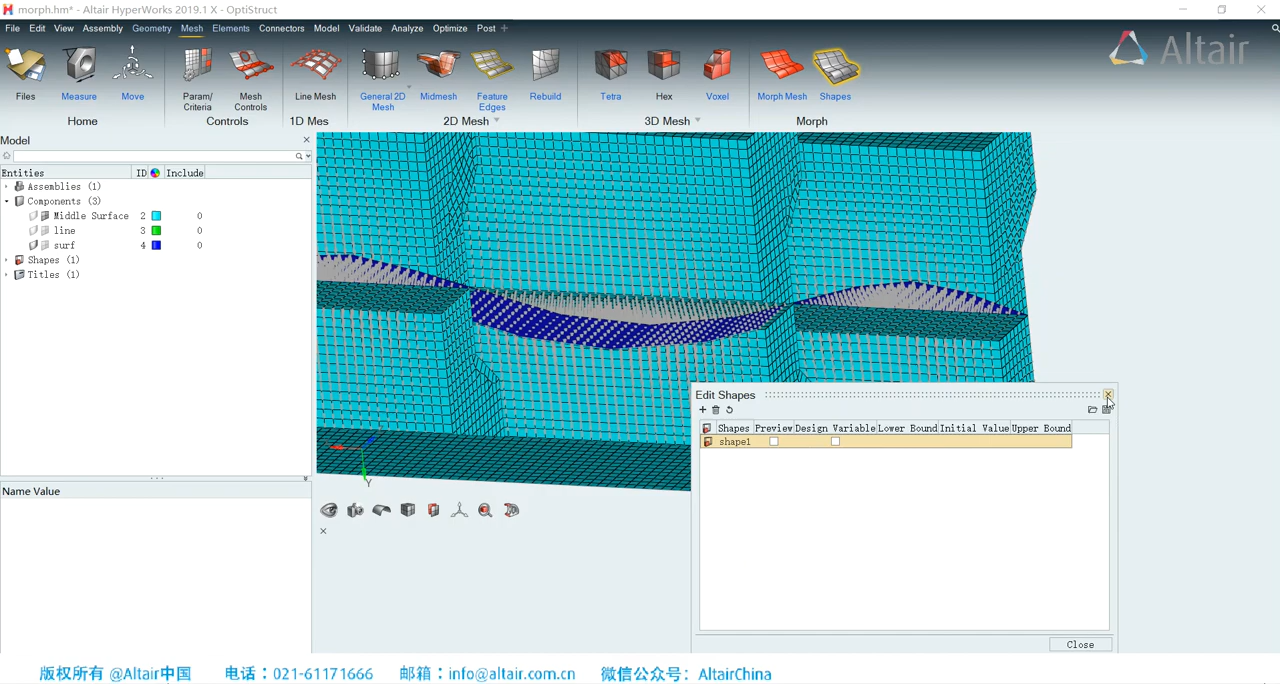 morph.hm* - Altair HyperWorks 2019.1 X - OptiStruct
File Edit View Assembly Geometry Mesh Elements Connectors Model Validate Analyze Optimize Post +
Altair
Files Measure Move Param/ Criteria Mesh Controls Line Mesh General 2D Mesh Midmesh Feature Edges Rebuild Tetra Hex Voxel Morph Mesh Shapes
Home Controls 1D Mes 2D Mesh 3D Mesh Morph
Model
Entities ID Include
Assemblies (1)
Components (3)
Middle Surface 2 0
line 3 0
surf 4 0
Shapes (1)
Titles (1)
Name Value
Y
Edit Shapes
Shapes Preview Design Variable Lower Bound Initial Value Upper Bound
shape1
Close
版权所有 @Altair中国 电话：021-61171666 邮箱：info@altair.com.cn 微信公众号：AltairChina